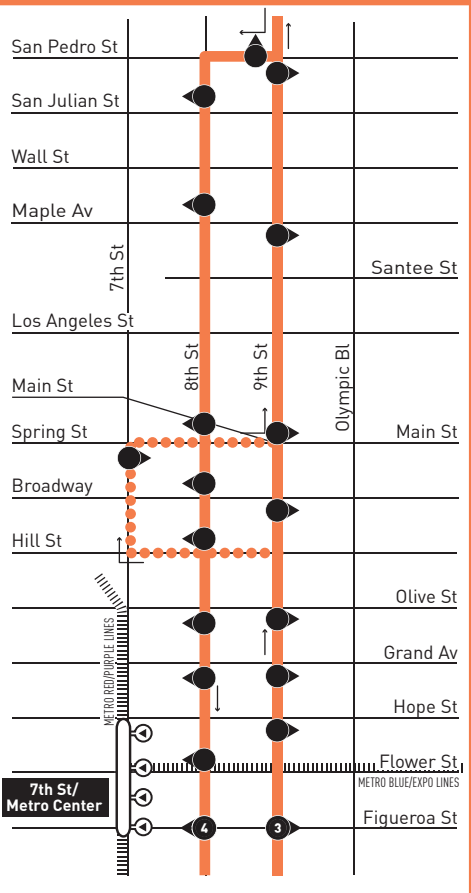 San Pedro St
San Julian St
Wall St
Maple Av
7th St
Santee St
Los Angeles St
8th St
9th St
Olympic Bl
Main St
Spring St
Main St
Broadway
Hill St
Olive St
METRO RED/PURPLE LINES
Grand Av
Hope St
Flower St
METRO BLUE/EXPO LINES
7th St/
Metro Center
Figueroa St
4
3